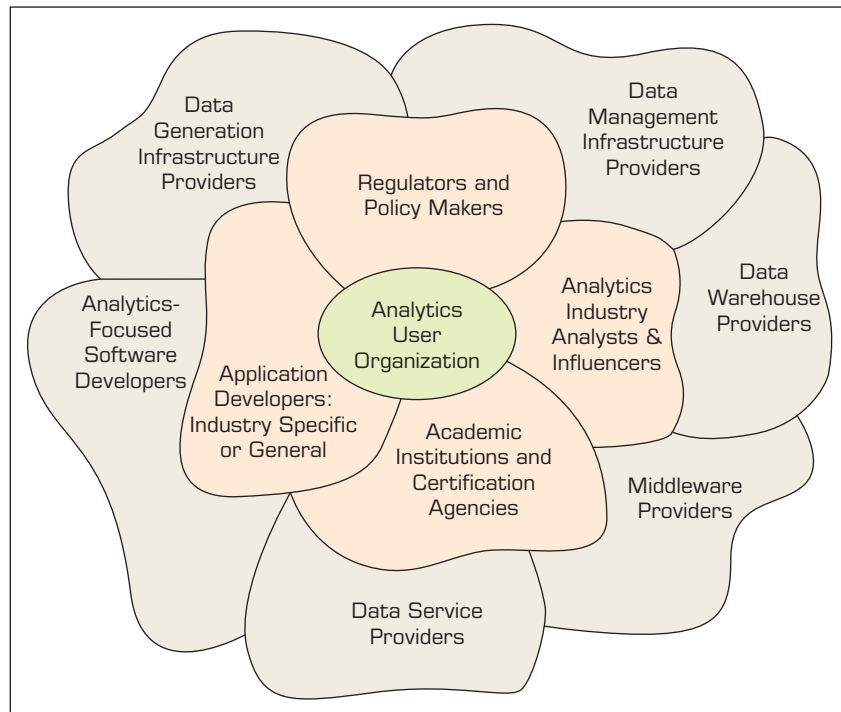 Data
Generation
Infrastructure
Providers
Data
Management
Infrastructure
Providers
Regulators and
Policy Makers
Analytics-
Focused
Software
Developers
Analytics
User
Organization
Analytics
Industry
Analysts &
Influencers
Data
Warehouse
Providers
Application
Developers:
Industry Specific
or General
Academic
Institutions and
Certification
Agencies
Middleware
Providers
Data Service
Providers